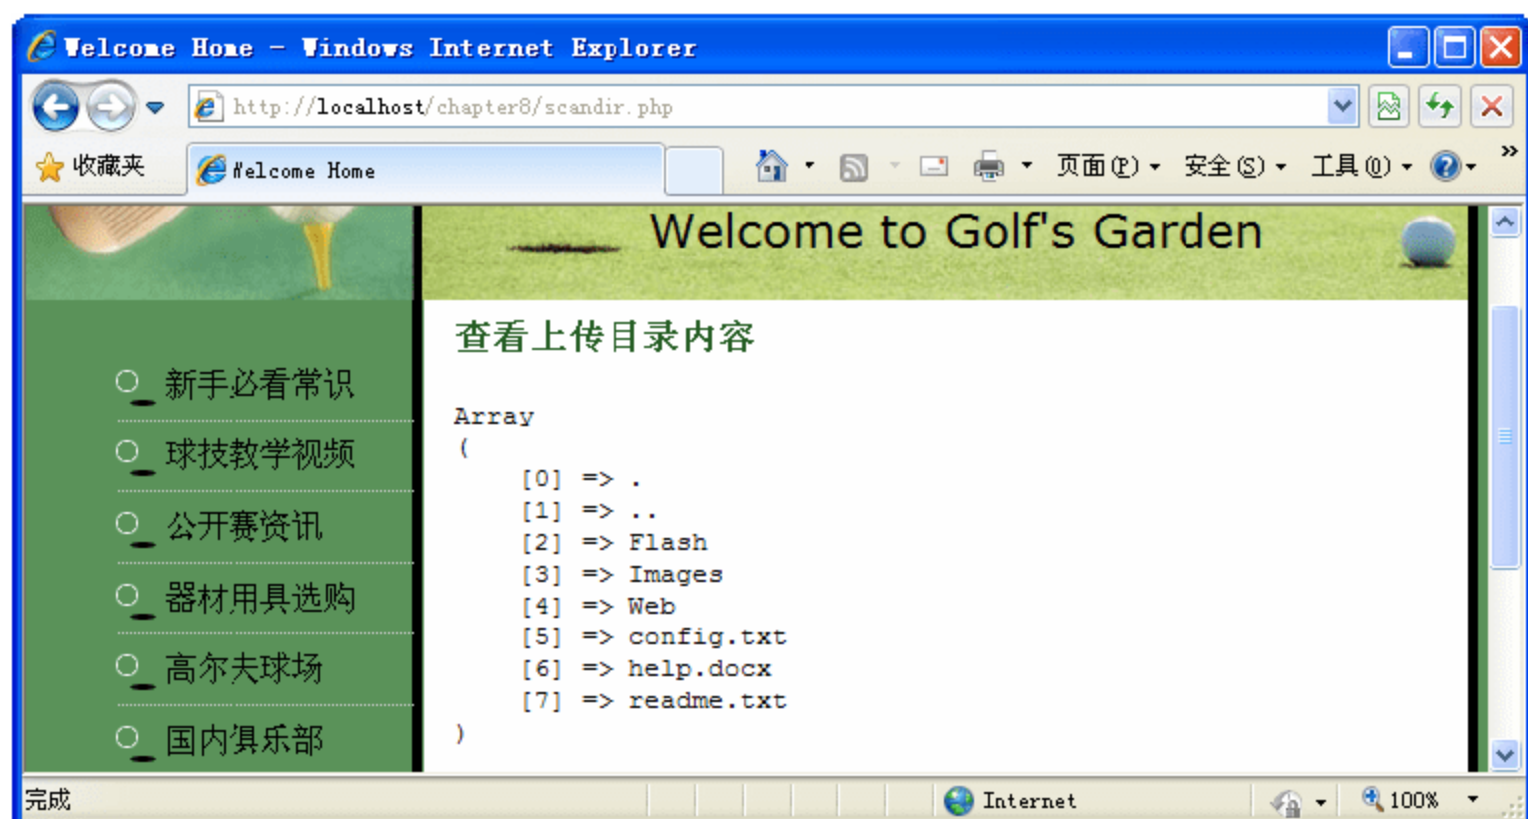 Welcome Home - Windows Internet Explorer
http://localhost/chapter8/scandir.php
收藏夹
Welcome Home
页面(P)
安全(S)
工具(O)
»
Welcome to Golf's Garden
查看上传目录内容
新手必看常识
球技教学视频
公开赛资讯
器材用具选购
高尔夫球场
国内俱乐部
Array
(
[0] => .
[1] => ..
[2] => Flash
[3] => Images
[4] => Web
[5] => config.txt
[6] => help.docx
[7] => readme.txt
)
完成
Internet
100%